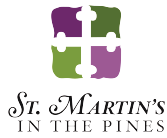 St. Martin's
IN THE PINES